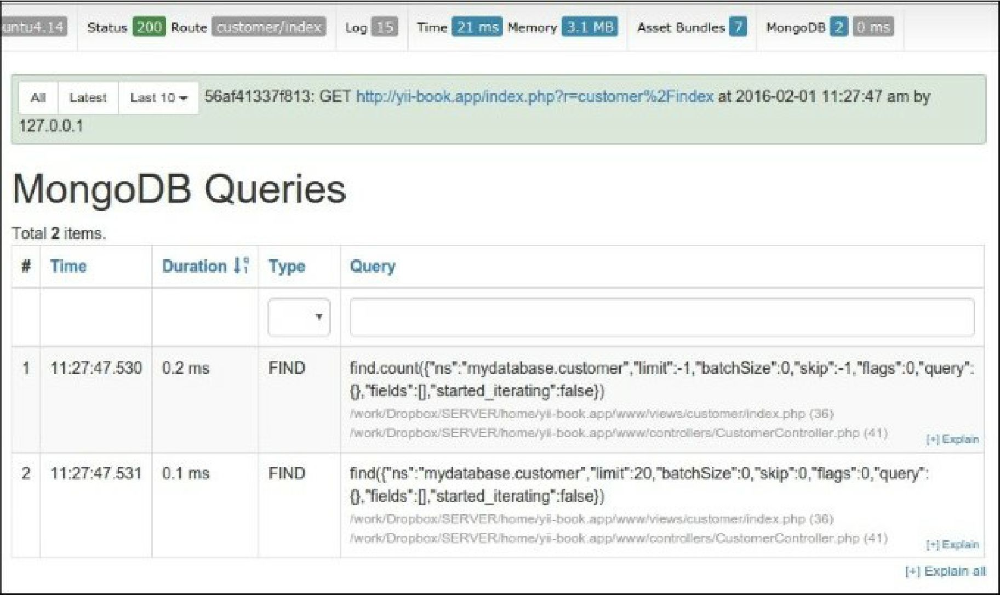 untu4.14 Status 200 Route customer/index Log 15 Time 21 ms Memory 3.1 MB Asset Bundles 7 MongoDB 2 0 ms
All Latest Last 10 56af41337f813: GET http://yii-book.app/index.php?r=customer%2Findex at 2016-02-01 11:27:47 am by
127.0.0.1
MongoDB Queries
Total 2 items.
# Time Duration Type Query
1 11:27:47.530 0.2 ms FIND find.count({"ns":"mydatabase.customer","limit":-1,"batchSize":0,"skip":-1,"flags":0,"query":
{},"fields":[],"started_iterating":false})
/work/Dropbox/SERVER/home/yii-book.app/www/views/customer/index.php (36)
/work/Dropbox/SERVER/home/yii-book.app/www/controllers/CustomerController.php (41)
[+] Explain
2 11:27:47.531 0.1 ms FIND find({"ns":"mydatabase.customer","limit":20,"batchSize":0,"skip":0,"flags":0,"query":
{},"fields":[],"started_iterating":false})
/work/Dropbox/SERVER/home/yii-book.app/www/views/customer/index.php (36)
/work/Dropbox/SERVER/home/yii-book.app/www/controllers/CustomerController.php (41)
[+] Explain
[+] Explain all